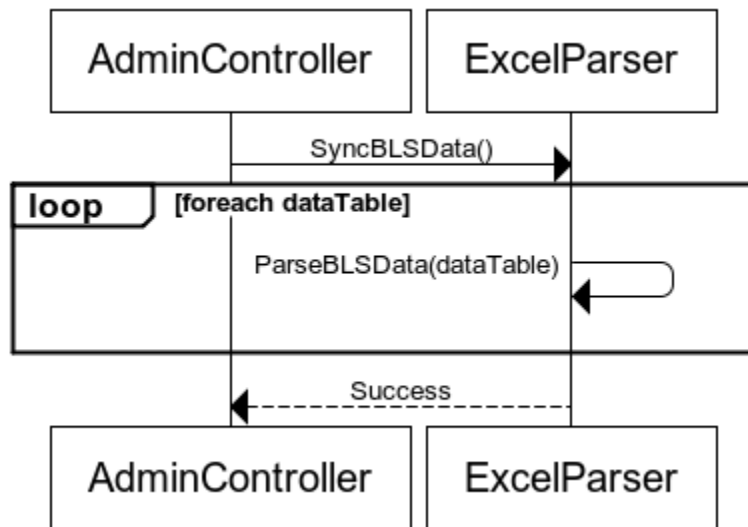 AdminController
ExcelParser
SyncBLSData()
loop
[foreach dataTable]
ParseBLSData(dataTable)
Success
AdminController
ExcelParser